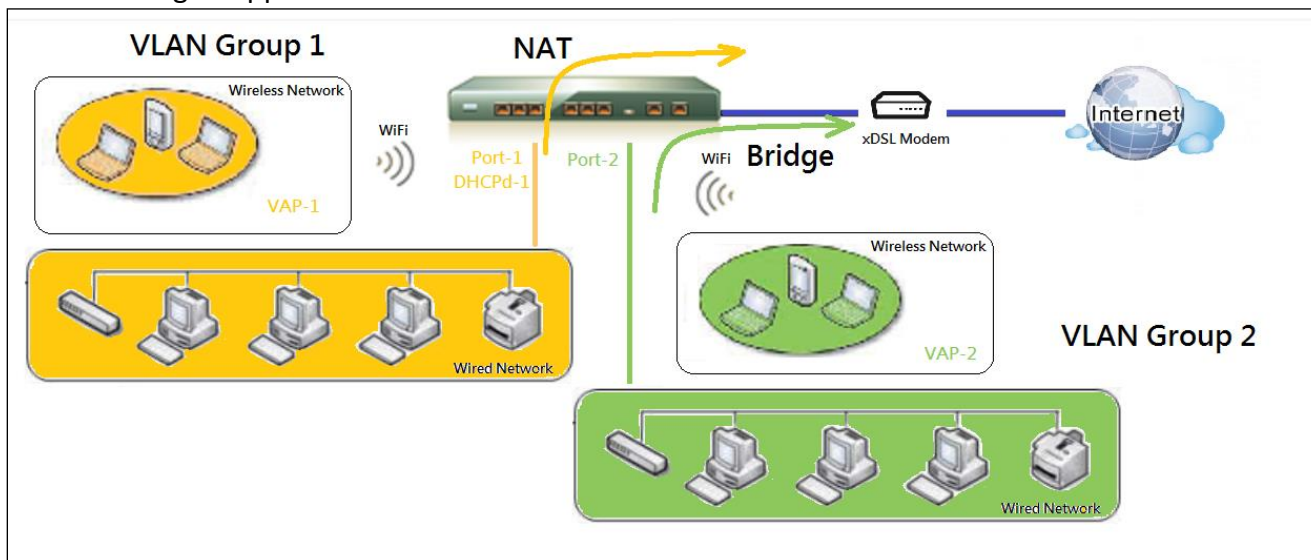 VLAN Group 1
NAT
Wireless Network
WiFi
VAP-1
Port-1
DHCPd-1
Port-2
WiFi
Bridge
xDSL Modem
Internet
Wired Network
Wireless Network
VAP-2
VLAN Group 2
Wired Network